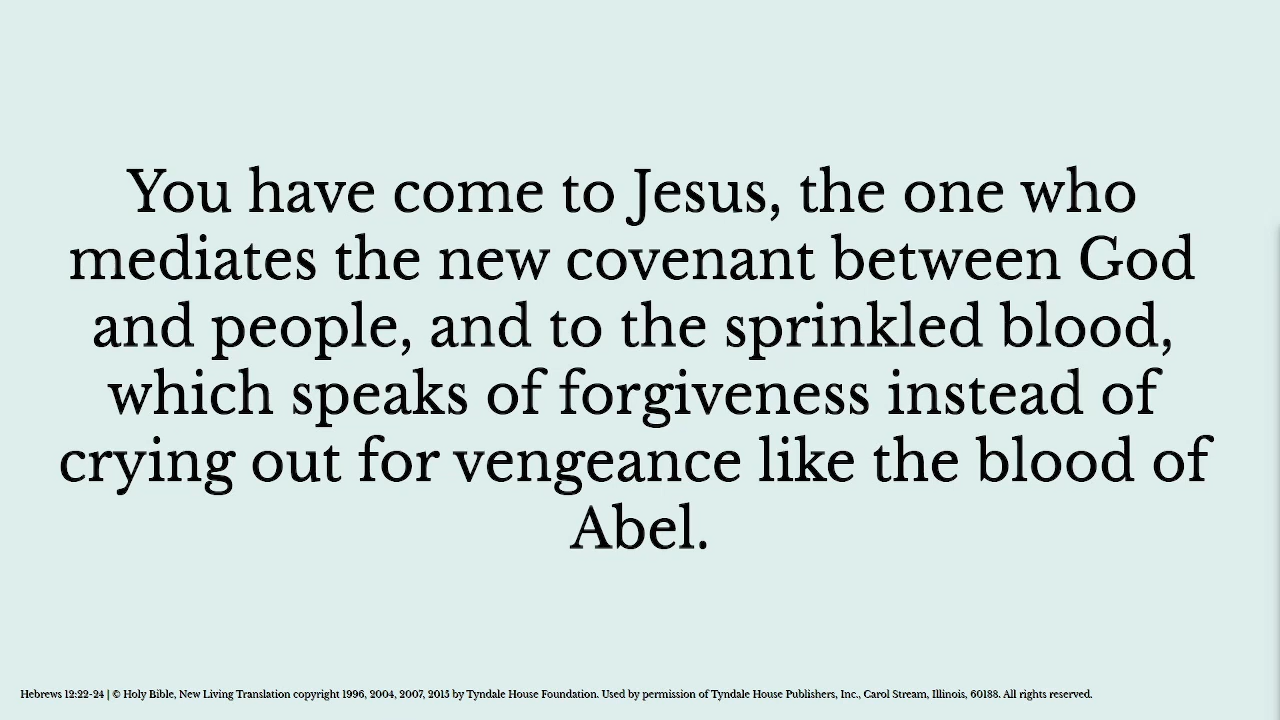 You have come to Jesus, the one who
mediates the new covenant between God
and people, and to the sprinkled blood,
which speaks of forgiveness instead of
crying out for vengeance like the blood of
Abel.
Hebrews 12:22-24 | © Holy Bible, New Living Translation copyright 1996, 2004, 2007, 2015 by Tyndale House Foundation. Used by permission of Tyndale House Publishers, Inc., Carol Stream, Illinois, 60188. All rights reserved.